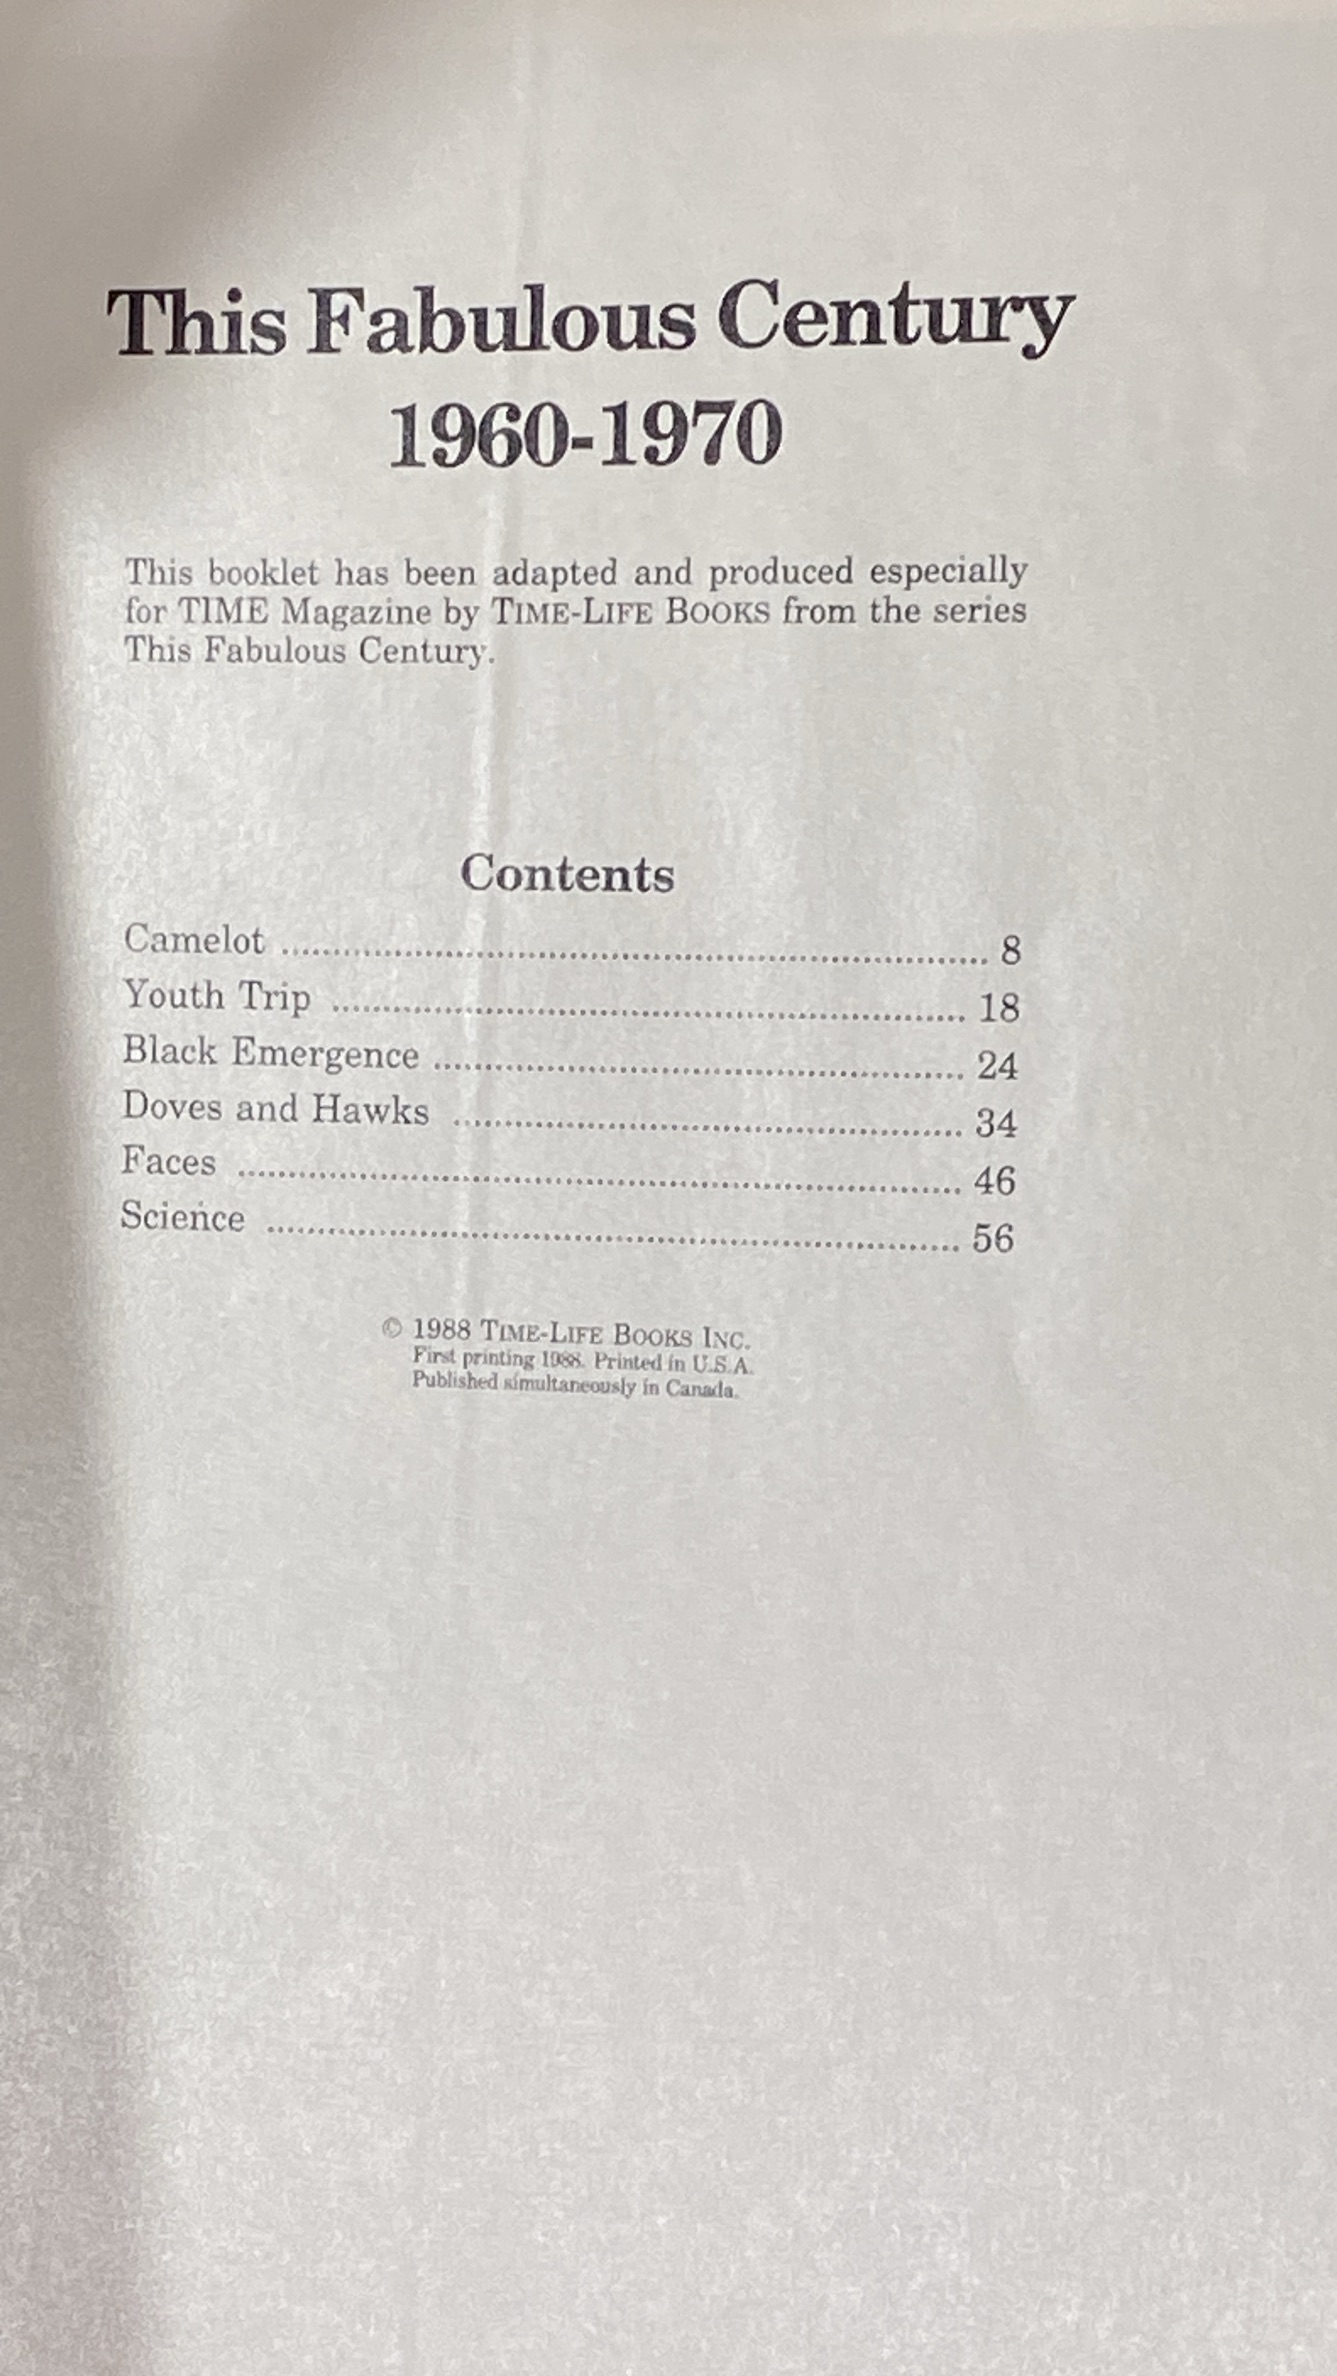 This Fabulous Century
1960-1970
This booklet has been adapted and produced especially
for TIME Magazine by TIME-LIFE BOOKS from the series
This Fabulous Century.
Contents
Camelot ........................................................................ 8
Youth Trip ................................................................ 18
Black Emergence .................................................... 24
Doves and Hawks .................................................. 34
Faces ........................................................................ 46
Science .................................................................... 56
© 1988 TIME-LIFE BOOKS INC.
First printing 1988. Printed in U.S.A.
Published simultaneously in Canada.